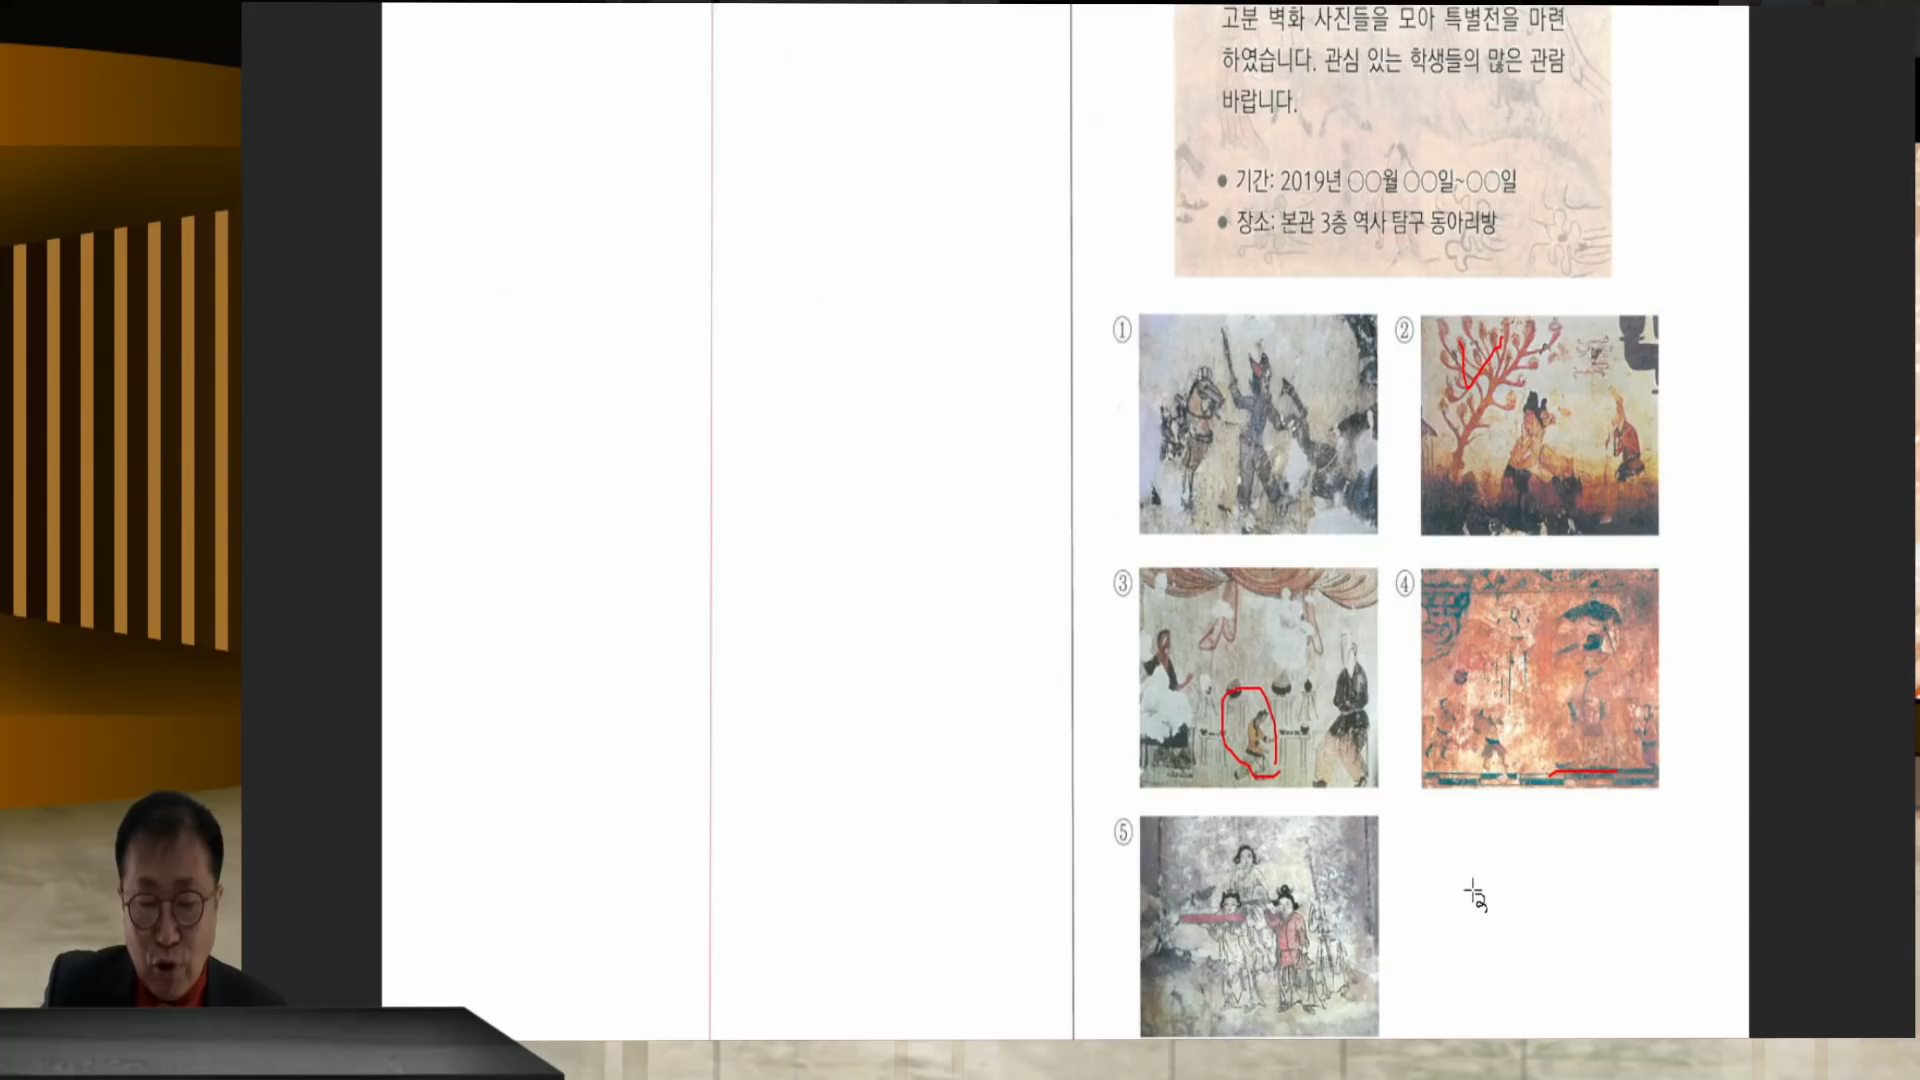 고분 벽화 사진들을 모아 특별전을 마련
하였습니다. 관심 있는 학생들의 많은 관람
바랍니다.
● 기간: 2019년 ○○월 ○○일~○○일
● 장소: 본관 3층 역사 탐구 동아리방
①
②
③
④
⑤